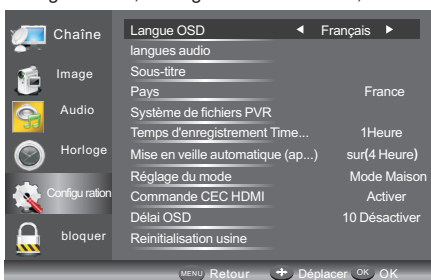 Chaîne
Image
Audio
Horloge
Configu ration
bloquer
Langue OSD Français
langues audio
Sous-titre
Pays France
Système de fichiers PVR
Temps d'enregistrement Time... 1Heure
Mise en veille automatique (ap...) sur(4 Heure)
Réglage du mode Mode Maison
Commande CEC HDMI Activer
Délai OSD 10 Désactiver
Reinitialisation usine
MENU Retour Déplacer OK OK